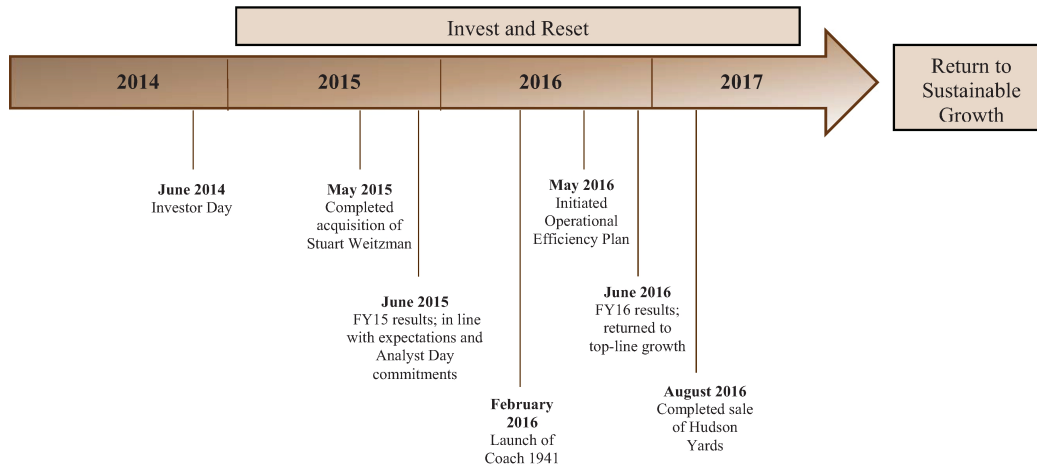 Invest and Reset
2014
2015
2016
2017
Return to
Sustainable
Growth
June 2014
Investor Day
May 2015
Completed
acquisition of
Stuart Weitzman
June 2015
FY15 results; in line
with expectations and
Analyst Day
commitments
February
2016
Launch of
Coach 1941
May 2016
Initiated
Operational
Efficiency Plan
June 2016
FY16 results;
returned to
top-line growth
August 2016
Completed sale
of Hudson
Yards